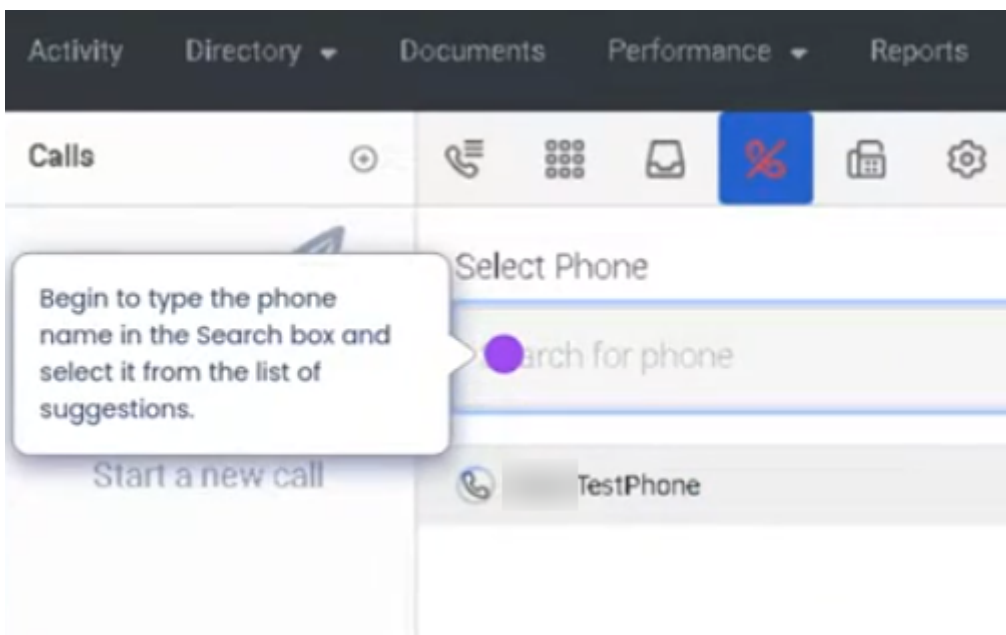 Activity Directory Documents Performance Reports
Calls
Select Phone
Begin to type the phone
name in the Search box and
select it from the list of
suggestions.
arch for phone
Start a new call
TestPhone